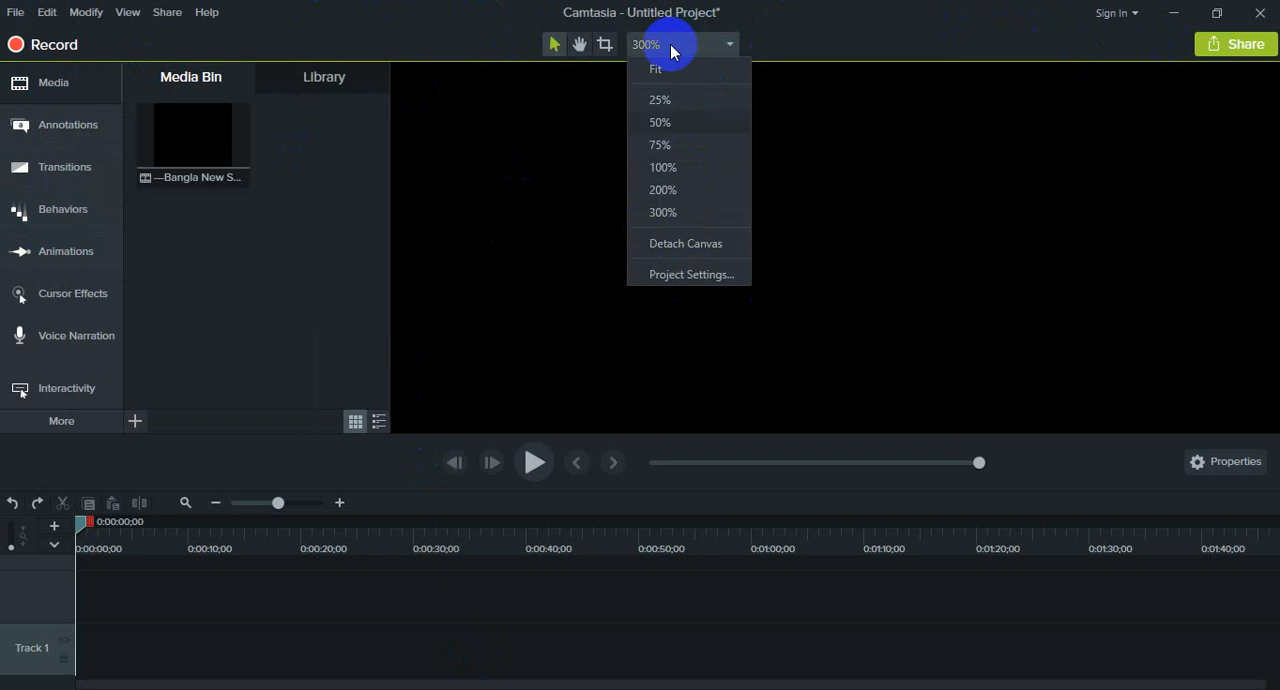 File Edit Modify View Share Help
Camtasia - Untitled Project*
Sign In
Record
300%
Share
Fit
25%
50%
75%
100%
200%
300%
Detach Canvas
Project Settings...
Media
Annotations
Transitions
Behaviors
Animations
Cursor Effects
Voice Narration
Interactivity
More
Media Bin Library
—Bangla New S...
Properties
0:00:00;00
0:00:00;00 0:00:10;00 0:00:20;00 0:00:30;00 0:00:40;00 0:00:50;00 0:01:00;00 0:01:10;00 0:01:20;00 0:01:30;00 0:01:40;00
Track 1